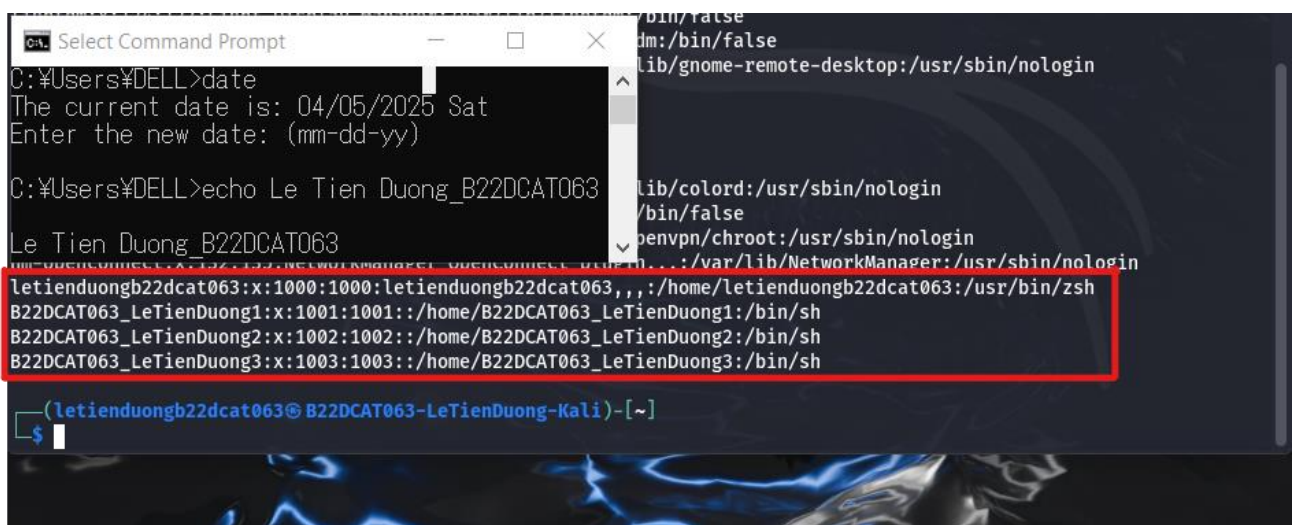 /bin/false
Select Command Prompt
dm:/bin/false
C:¥Users¥DELL>date
lib/gnome-remote-desktop:/usr/sbin/nologin
The current date is: 04/05/2025 Sat
Enter the new date: (mm-dd-yy)
C:¥Users¥DELL>echo Le Tien Duong_B22DCAT063
lib/colord:/usr/sbin/nologin
/bin/false
Le Tien Duong_B22DCAT063
penvpn/chroot:/usr/sbin/nologin
:/var/lib/NetworkManager:/usr/sbin/nologin
letienduongb22dcat063:x:1000:1000:letienduongb22dcat063,,,:/home/letienduongb22dcat063:/usr/bin/zsh
B22DCAT063_LeTienDuong1:x:1001:1001::/home/B22DCAT063_LeTienDuong1:/bin/sh
B22DCAT063_LeTienDuong2:x:1002:1002::/home/B22DCAT063_LeTienDuong2:/bin/sh
B22DCAT063_LeTienDuong3:x:1003:1003::/home/B22DCAT063_LeTienDuong3:/bin/sh
(letienduongb22dcat063㉿B22DCAT063-LeTienDuong-Kali)-[~]
$